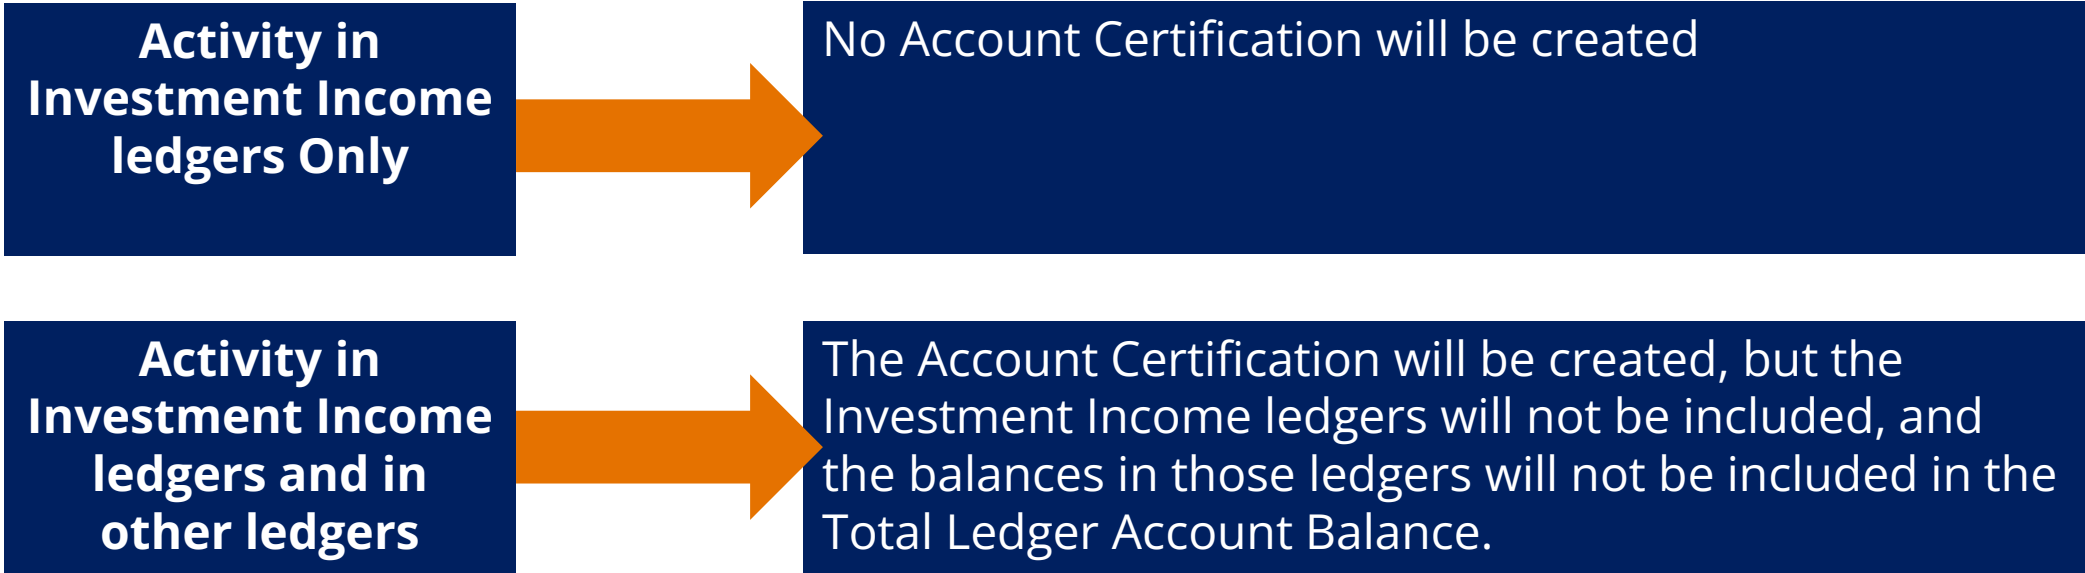 Activity in
Investment Income
ledgers Only
No Account Certification will be created
Activity in
Investment Income
ledgers and in
other ledgers
The Account Certification will be created, but the
Investment Income ledgers will not be included, and
the balances in those ledgers will not be included in the
Total Ledger Account Balance.